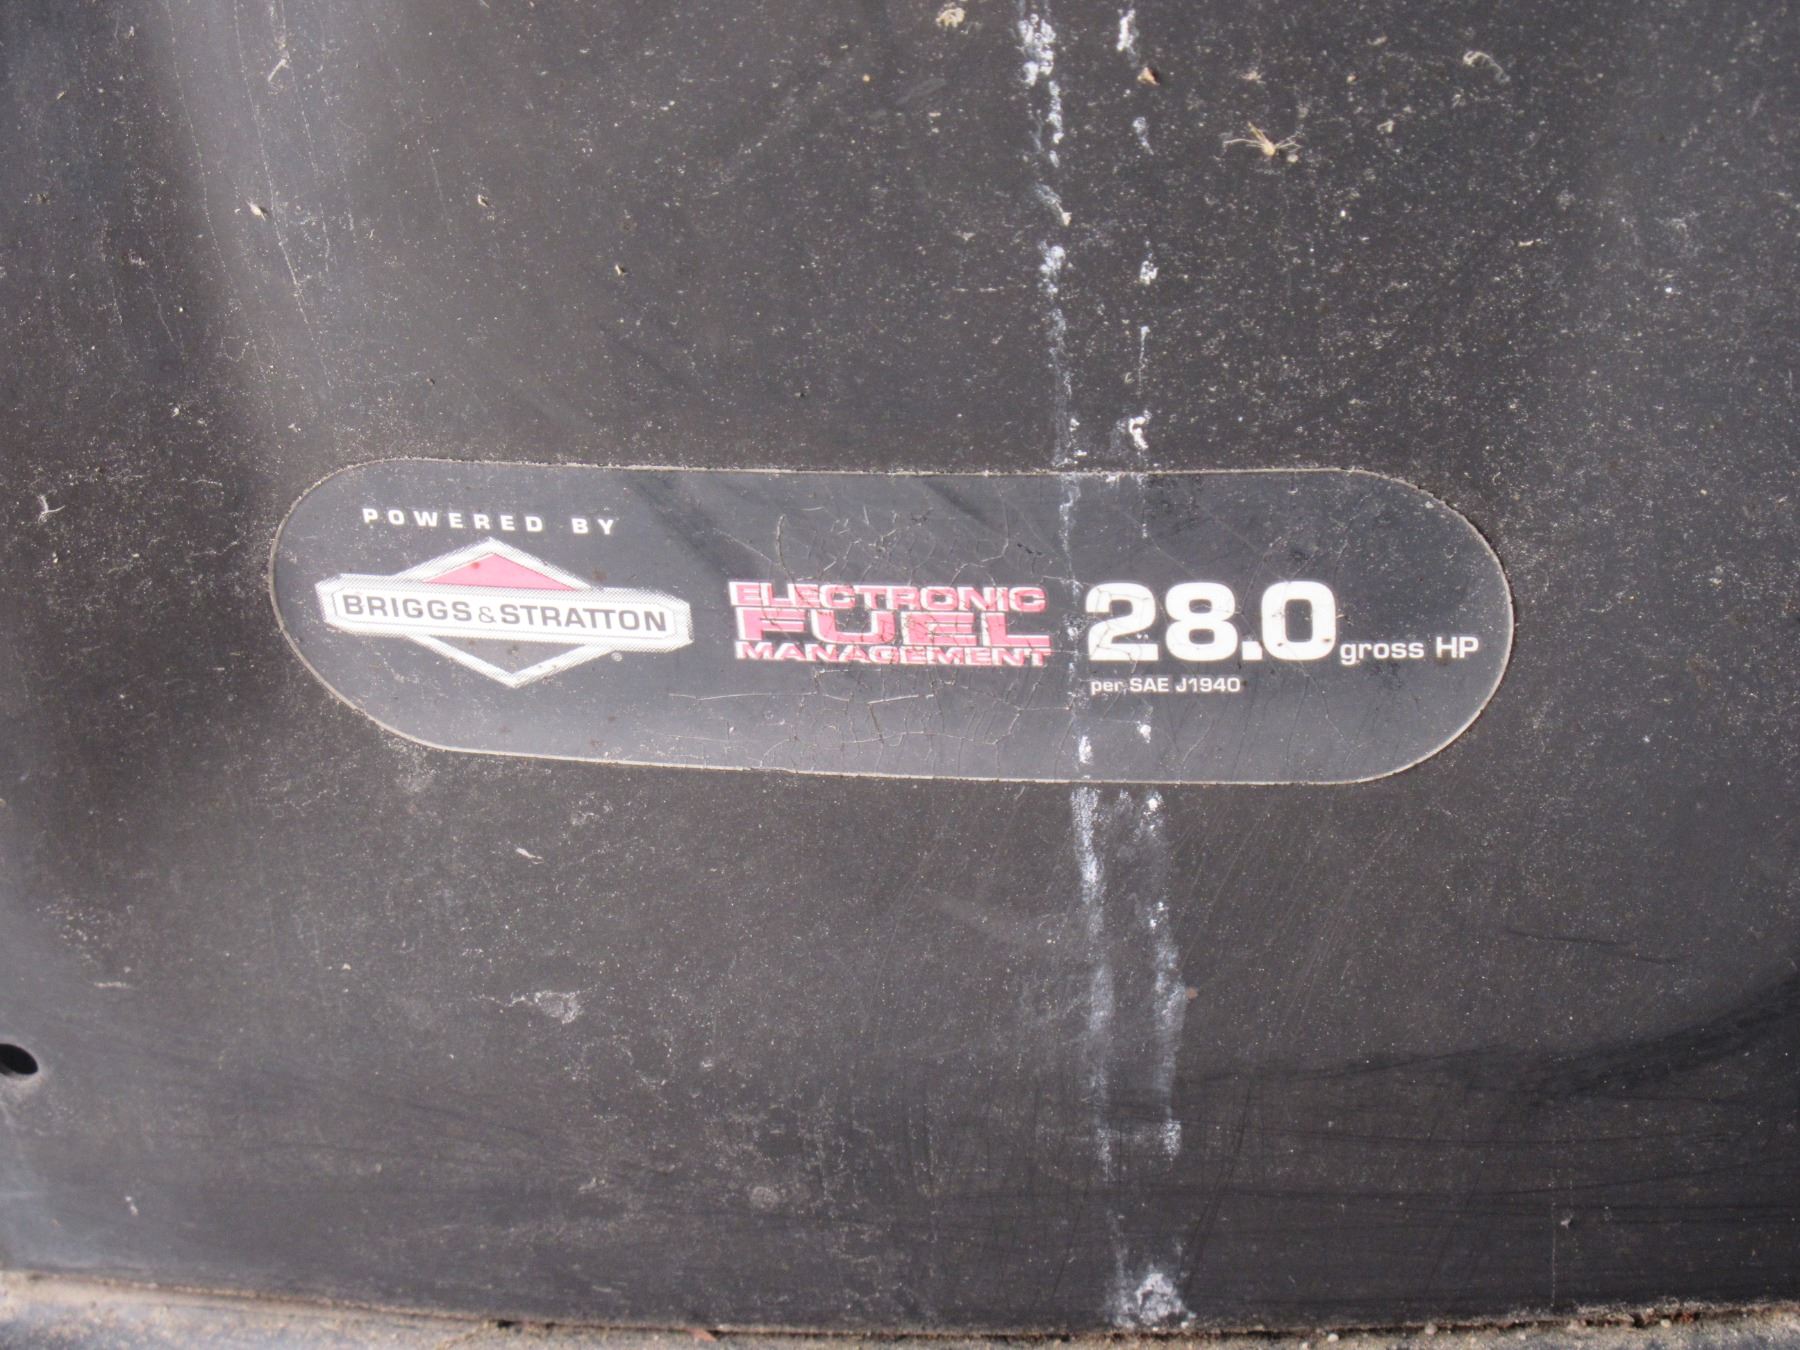 POWERED BY
BRIGGS & STRATTON
®
ELECTRONIC
FUEL
MANAGEMENT
28.0 gross HP
per SAE J1940